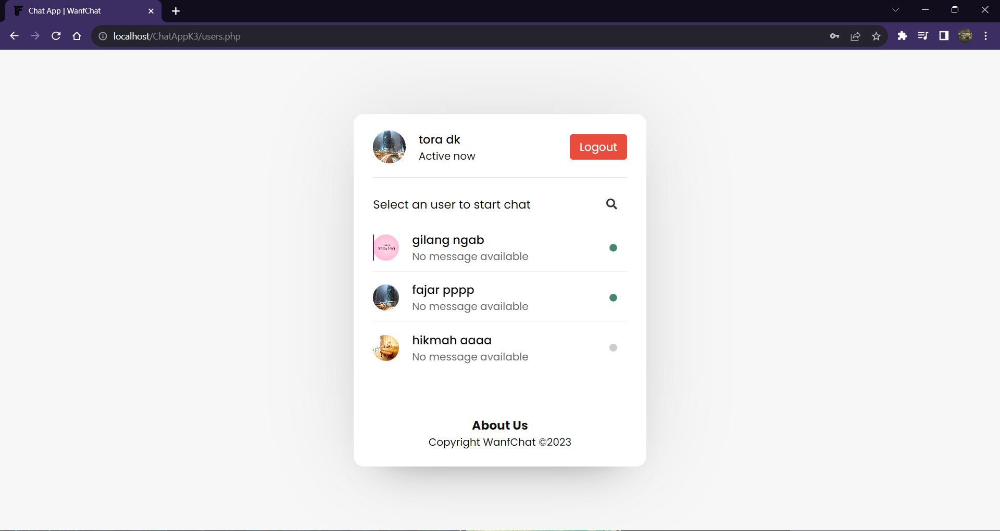 Chat App | WanfChat
localhost/ChatAppK3/users.php
tora dk
Active now
Logout
Select an user to start chat
330x190
gilang ngab
No message available
fajar pppp
No message available
hikmah aaaa
No message available
About Us
Copyright WanfChat ©2023